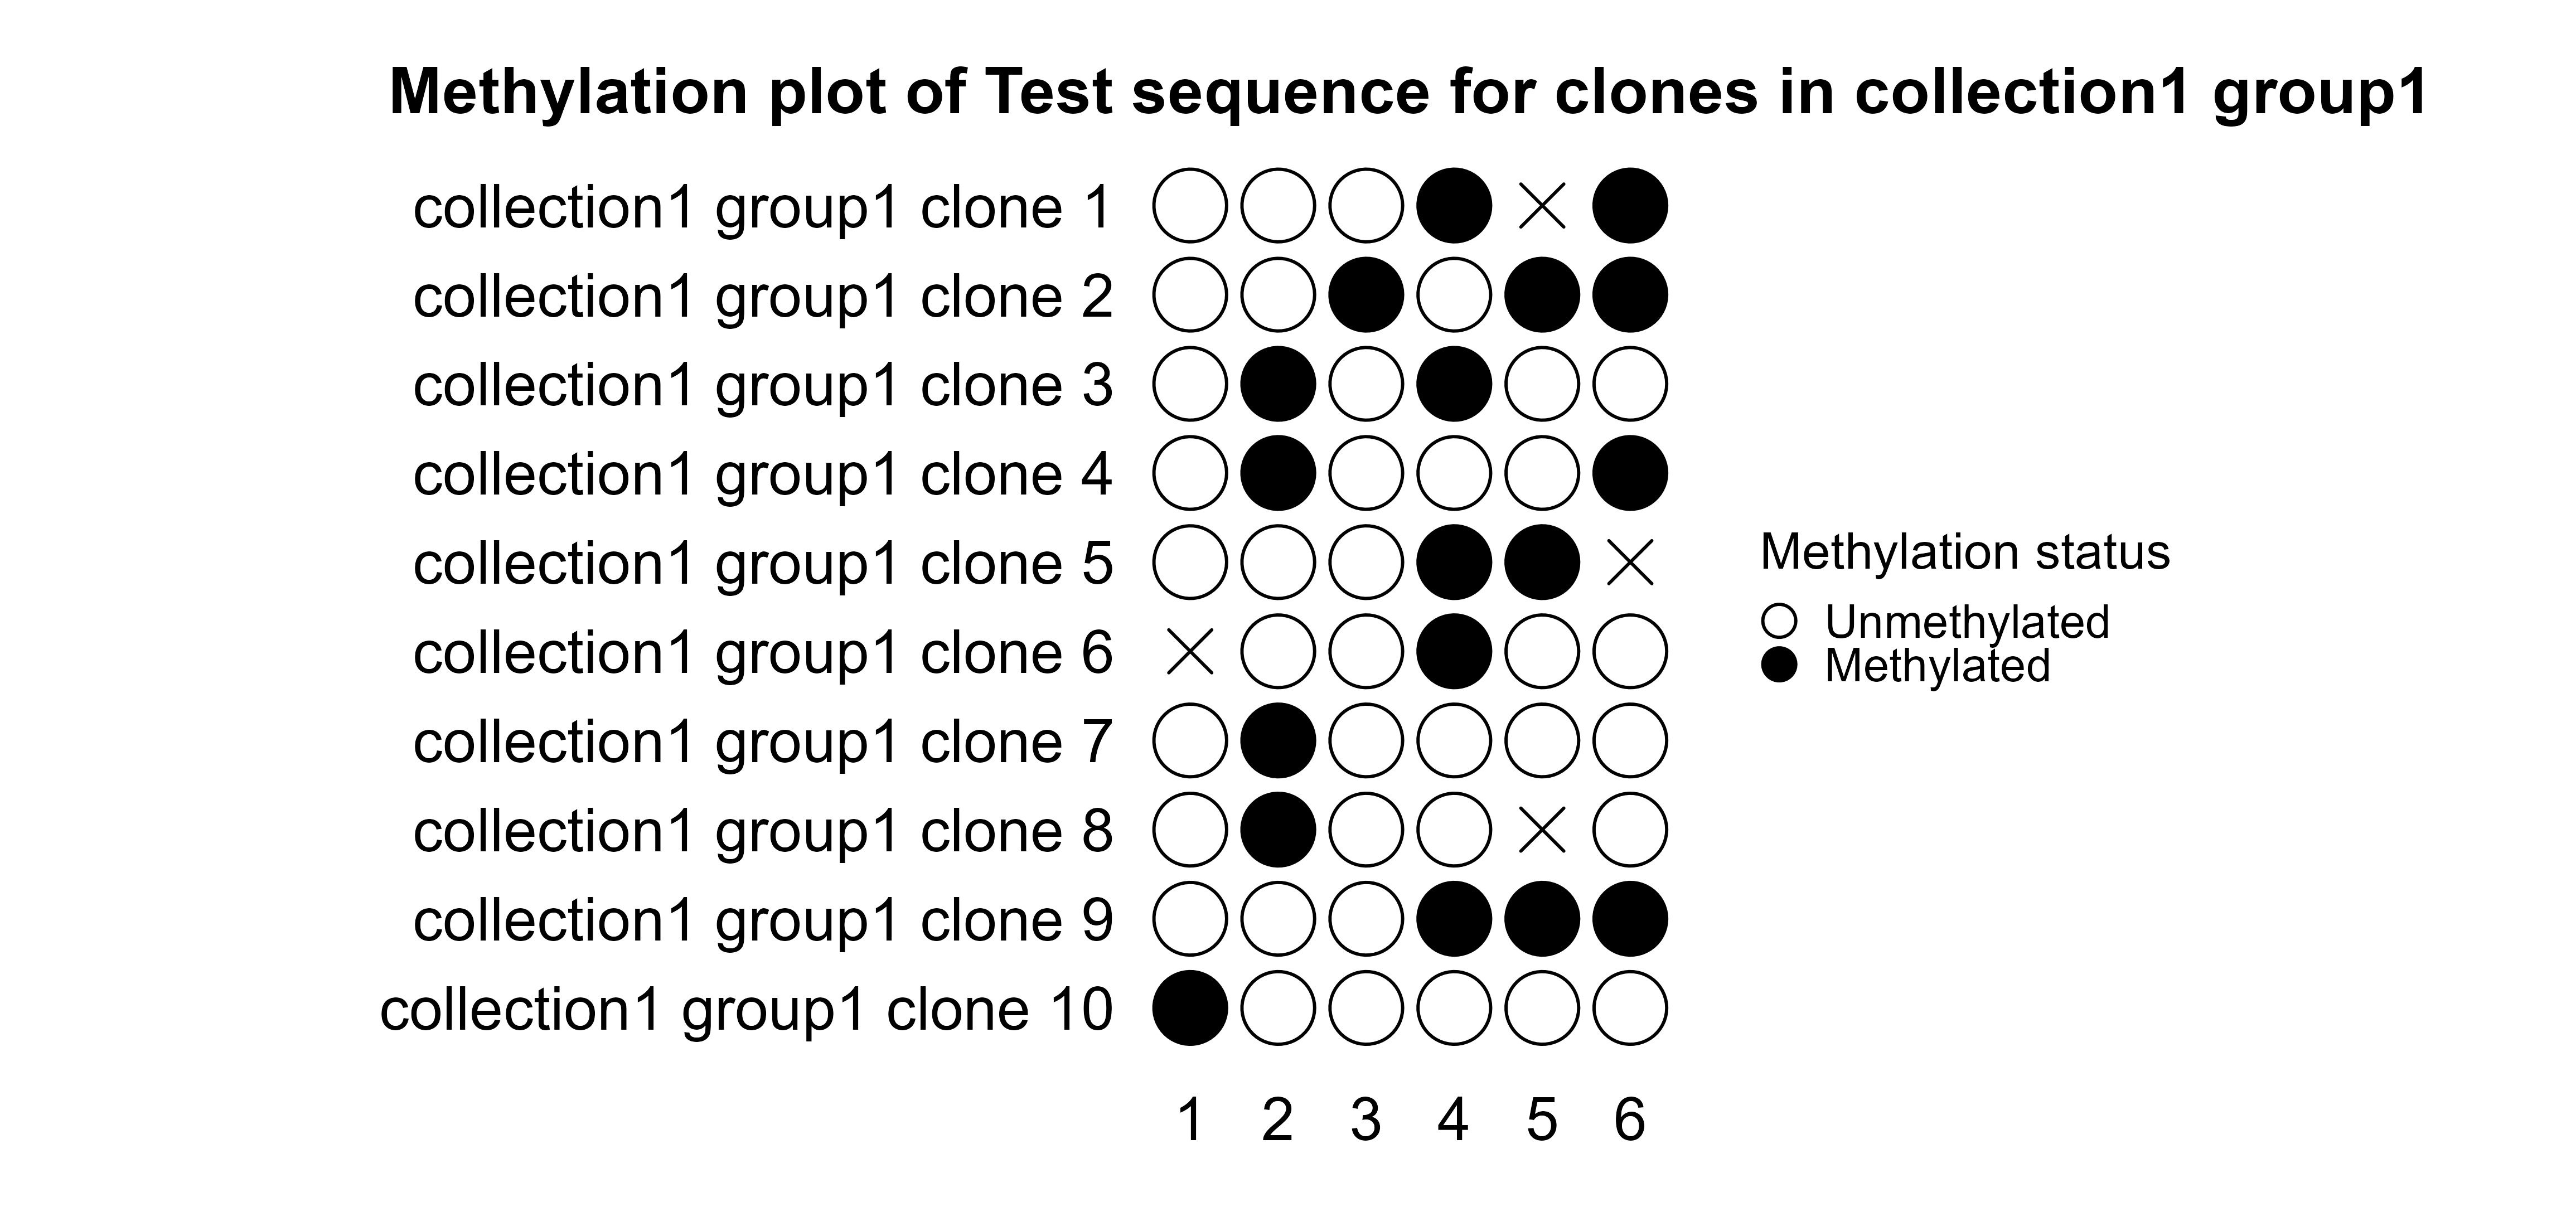 Methylation plot of Test sequence for clones in collection1 group1
collection1 group1 clone 1
collection1 group1 clone 2
collection1 group1 clone 3
collection1 group1 clone 4
collection1 group1 clone 5
collection1 group1 clone 6
collection1 group1 clone 7
collection1 group1 clone 8
collection1 group1 clone 9
collection1 group1 clone 10
1 2 3 4 5 6
Methylation status
Unmethylated
Methylated